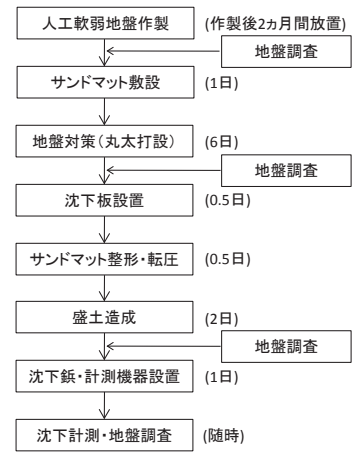 人工軟弱地盤作製 (作製後2ヵ月間放置)
地盤調査
サンドマット敷設 (1日)
地盤対策(丸太打設) (6日)
地盤調査
沈下板設置 (0.5日)
サンドマット整形・転圧 (0.5日)
盛土造成 (2日)
地盤調査
沈下鋲・計測機器設置 (1日)
沈下計測・地盤調査 (随時)